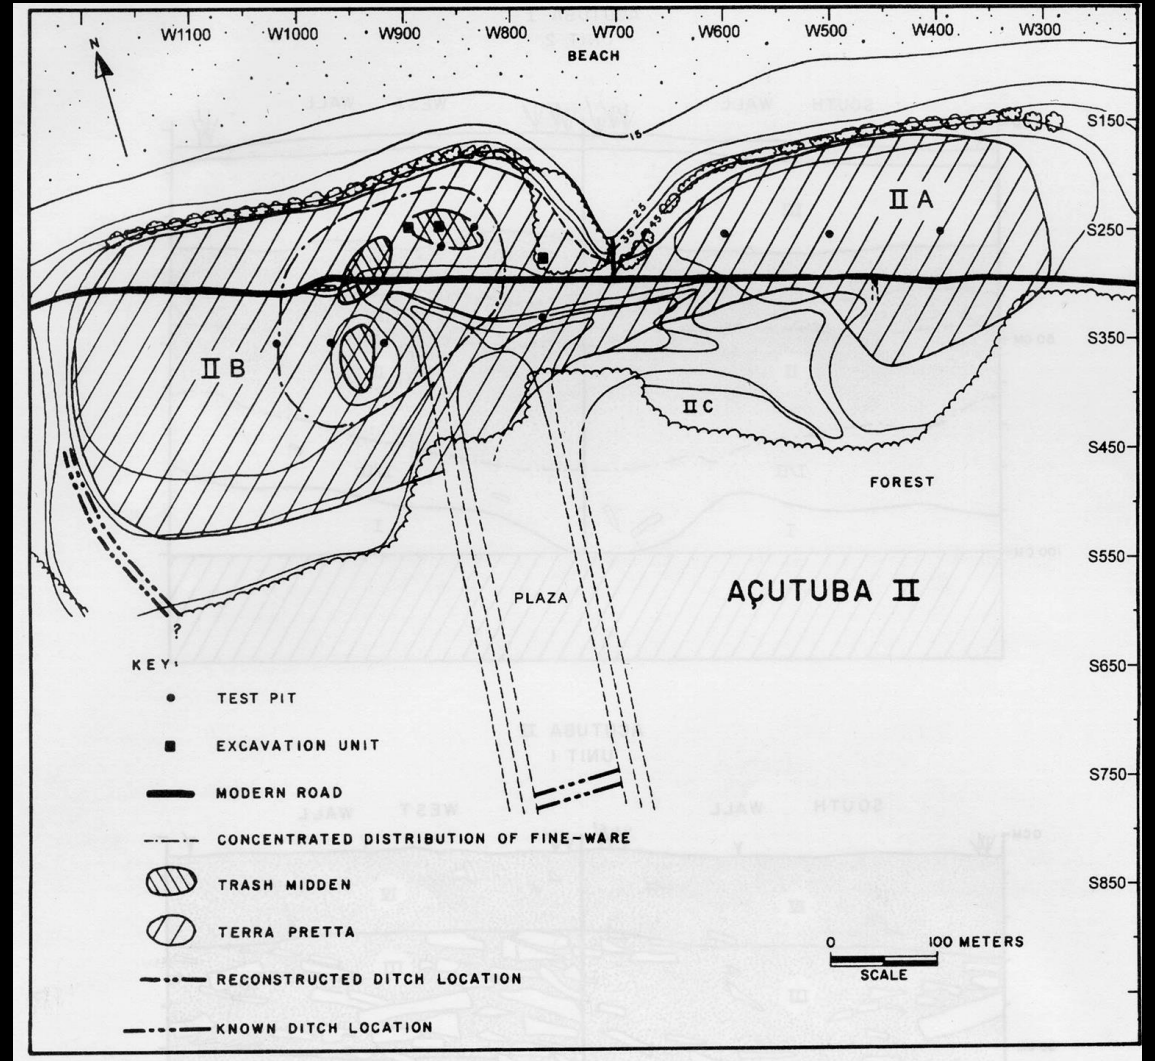 W1100 W1000 W900 W800 W700 W600 W500 W400 W300
BEACH
N
15
S150
II A
25
35
45
S250
S350
II B
II C
S450
FOREST
S550
PLAZA
AÇUTUBA II
?
KEY:
S650
TEST PIT
EXCAVATION UNIT
S750
MODERN ROAD
CONCENTRATED DISTRIBUTION OF FINE-WARE
TRASH MIDDEN
S850
TERRA PRETTA
0 100 METERS
SCALE
RECONSTRUCTED DITCH LOCATION
KNOWN DITCH LOCATION